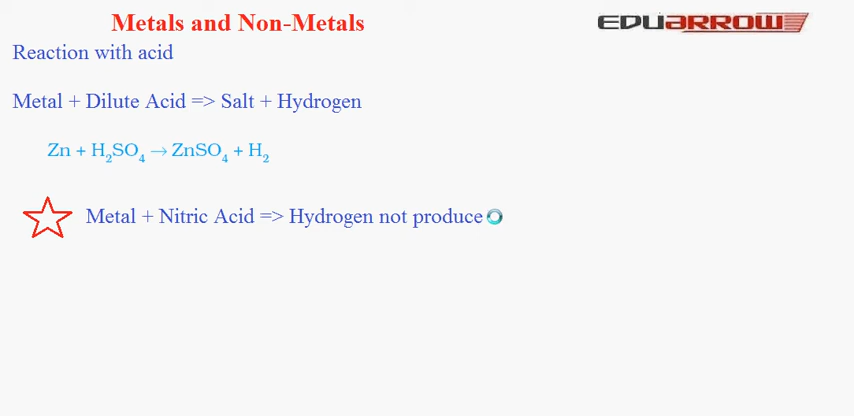 Metals and Non-Metals
EDUARROW
Reaction with acid
Metal + Dilute Acid => Salt + Hydrogen
Zn + H₂SO₄ → ZnSO₄ + H₂
Metal + Nitric Acid => Hydrogen not produce